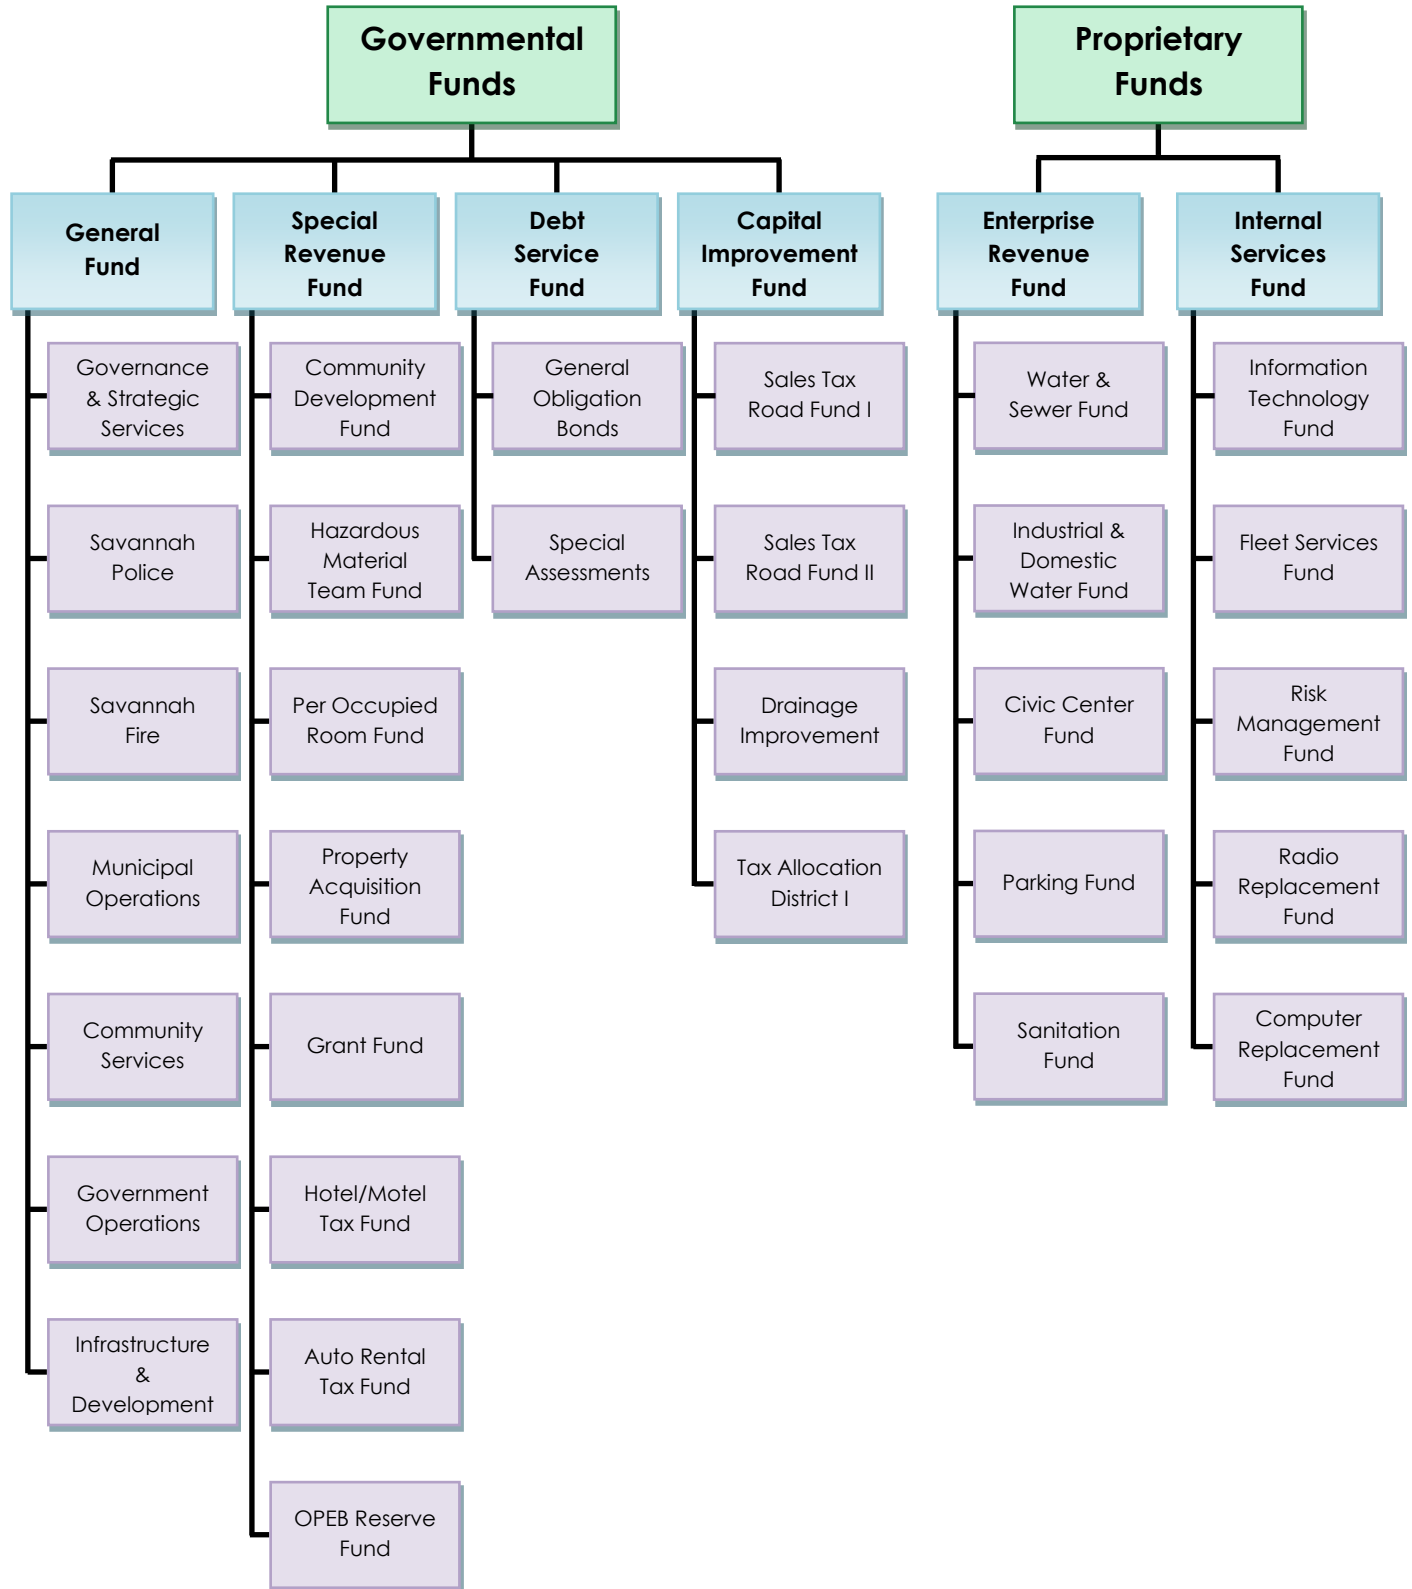 Governmental
Funds
Proprietary
Funds
General
Fund
Special
Revenue
Fund
Debt
Service
Fund
Capital
Improvement
Fund
Enterprise
Revenue
Fund
Internal
Services
Fund
Governance
& Strategic
Services
Savannah
Police
Savannah
Fire
Municipal
Operations
Community
Services
Government
Operations
Infrastructure
&
Development
Community
Development
Fund
Hazardous
Material
Team Fund
Per Occupied
Room Fund
Property
Acquisition
Fund
Grant Fund
Hotel/Motel
Tax Fund
Auto Rental
Tax Fund
OPEB Reserve
Fund
General
Obligation
Bonds
Special
Assessments
Sales Tax
Road Fund I
Sales Tax
Road Fund II
Drainage
Improvement
Tax Allocation
District I
Water &
Sewer Fund
Industrial &
Domestic
Water Fund
Civic Center
Fund
Parking Fund
Sanitation
Fund
Information
Technology
Fund
Fleet Services
Fund
Risk
Management
Fund
Radio
Replacement
Fund
Computer
Replacement
Fund